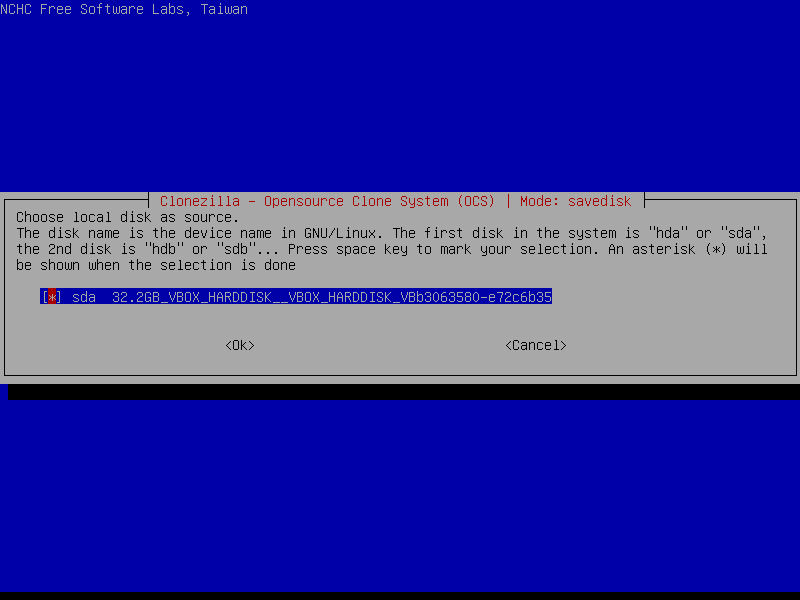 NCHC Free Software Labs, Taiwan
Clonezilla - Opensource Clone System (OCS) | Mode: savedisk
Choose local disk as source.
The disk name is the device name in GNU/Linux. The first disk in the system is "hda" or "sda",
the 2nd disk is "hdb" or "sdb"... Press space key to mark your selection. An asterisk (*) will
be shown when the selection is done
[*] sda  32.2GB_VBOX_HARDDISK__VBOX_HARDDISK_VBb3063580-e72c6b35
<Ok> <Cancel>